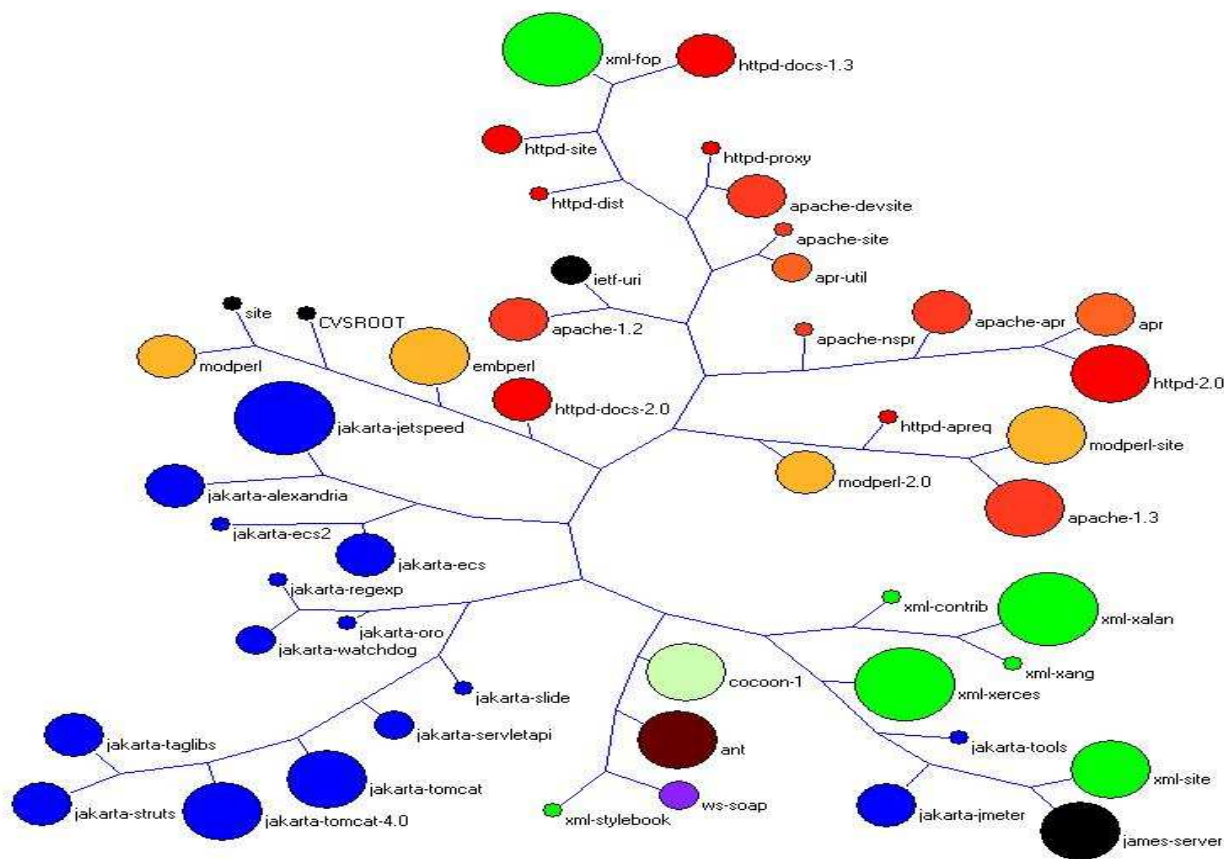 xml-fop
httpd-docs-1.3
httpd-site
httpd-proxy
httpd-dist
apache-devsite
apache-site
ietf-uri
apr-util
site
CVSROOT
apache-1.2
apache-nspr
apache-apr
apr
modperl
embperl
httpd-2.0
httpd-docs-2.0
jakarta-jetspeed
httpd-apreq
modperl-site
modperl-2.0
jakarta-alexandria
apache-1.3
jakarta-ecs2
jakarta-ecs
jakarta-regexp
xml-contrib
jakarta-oro
xml-xalan
jakarta-watchdog
xml-xang
cocoon-1
xml-xerces
jakarta-slide
jakarta-servletapi
jakarta-taglibs
ant
jakarta-tools
jakarta-tomcat
xml-site
ws-soap
jakarta-struts
jakarta-tomcat-4.0
xml-stylebook
jakarta-jmeter
james-server